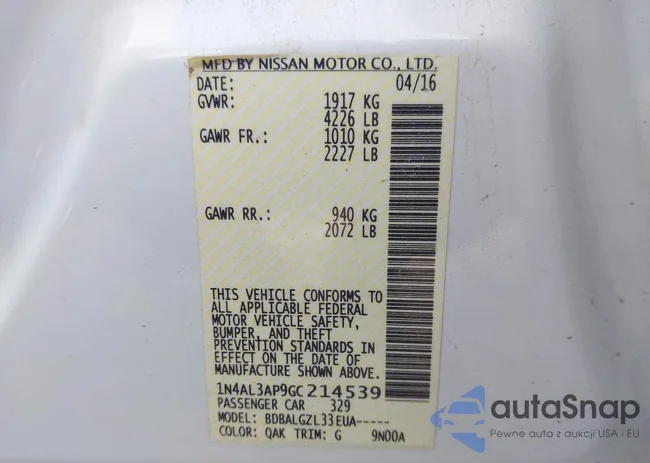 MFD BY NISSAN MOTOR CO., LTD.
DATE: 04/16
GVWR: 1917 KG
4226 LB
GAWR FR.: 1010 KG
2227 LB
GAWR RR.: 940 KG
2072 LB
THIS VEHICLE CONFORMS TO
ALL APPLICABLE FEDERAL
MOTOR VEHICLE SAFETY,
BUMPER, AND THEFT
PREVENTION STANDARDS IN
EFFECT ON THE DATE OF
MANUFACTURE SHOWN ABOVE.
1N4AL3AP9GC214539
PASSENGER CAR 329
MODEL: BDBALGZL33EUA-----
COLOR: QAK TRIM: G 9N00A
autoSnap
Pewne auta z aukcji USA i EU